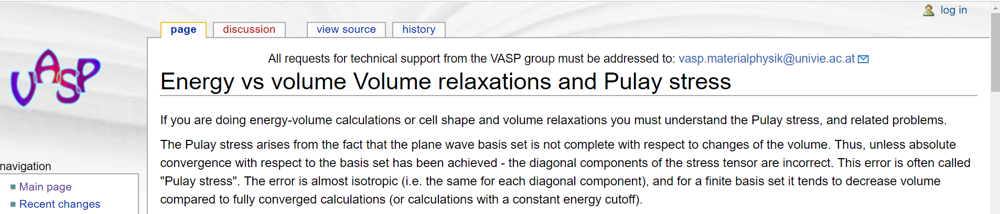 log in
page
discussion
view source
history
VASP
All requests for technical support from the VASP group must be addressed to: vasp.materialphysik@univie.ac.at
Energy vs volume Volume relaxations and Pulay stress
If you are doing energy-volume calculations or cell shape and volume relaxations you must understand the Pulay stress, and related problems.
The Pulay stress arises from the fact that the plane wave basis set is not complete with respect to changes of the volume. Thus, unless absolute
convergence with respect to the basis set has been achieved - the diagonal components of the stress tensor are incorrect. This error is often called
"Pulay stress". The error is almost isotropic (i.e. the same for each diagonal component), and for a finite basis set it tends to decrease volume
compared to fully converged calculations (or calculations with a constant energy cutoff).
navigation
Main page
Recent changes